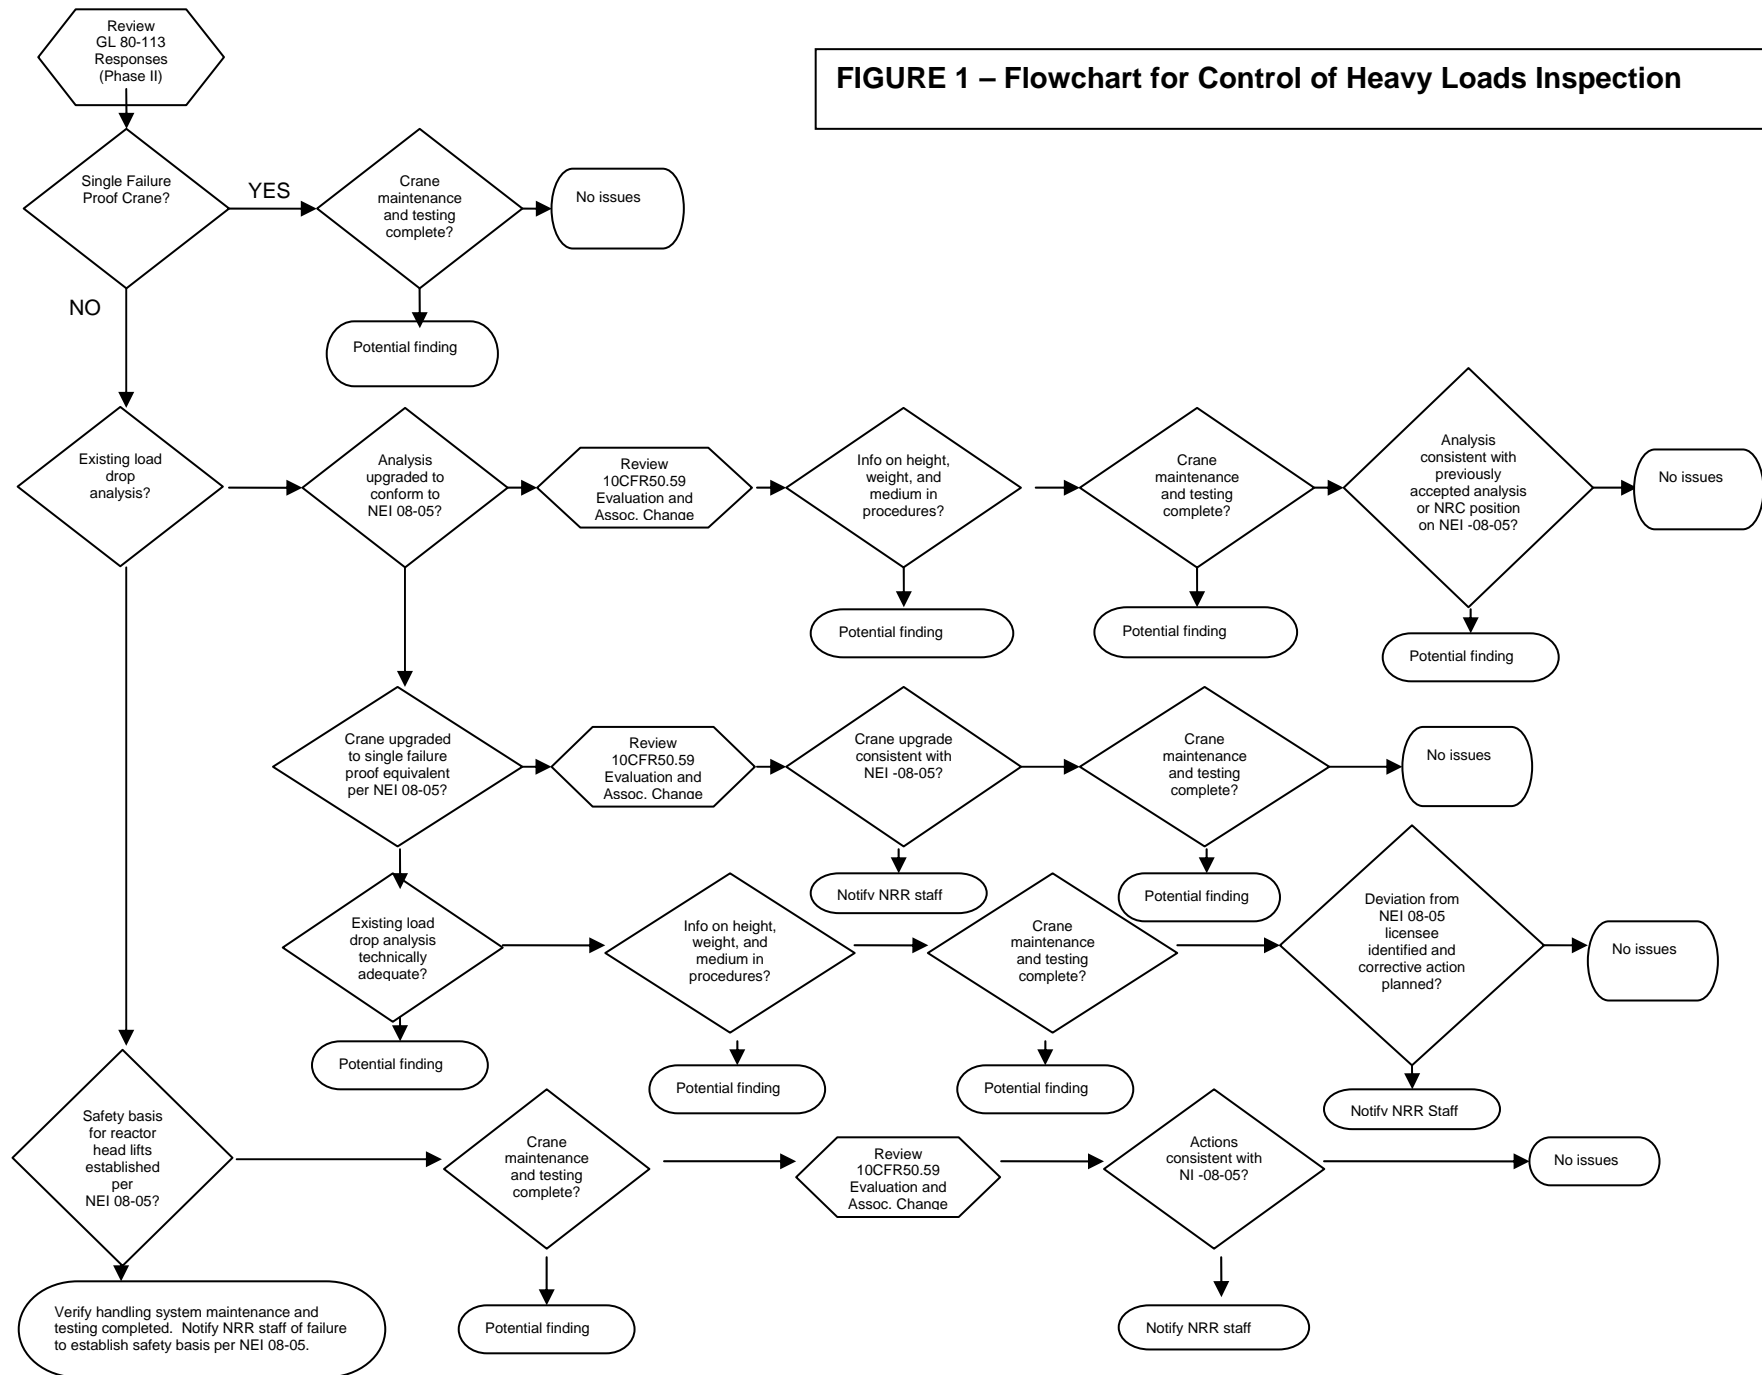 Review
GL 80-113
Responses
(Phase II)
FIGURE 1 – Flowchart for Control of Heavy Loads Inspection
Single Failure
Proof Crane?
YES
Crane
maintenance
and testing
complete?
No issues
NO
Potential finding
Existing load
drop
analysis?
Analysis
upgraded to
conform to
NEI 08-05?
Review
10CFR50.59
Evaluation and
Assoc. Change
Info on height,
weight, and
medium in
procedures?
Crane
maintenance
and testing
complete?
Analysis
consistent with
previously
accepted analysis
or NRC position
on NEI -08-05?
No issues
Potential finding
Potential finding
Potential finding
Crane upgraded
to single failure
proof equivalent
per NEI 08-05?
Review
10CFR50.59
Evaluation and
Assoc. Change
Crane upgrade
consistent with
NEI -08-05?
Crane
maintenance
and testing
complete?
No issues
Notify NRR staff
Potential finding
Existing load
drop analysis
technically
adequate?
Info on height,
weight, and
medium in
procedures?
Crane
maintenance
and testing
complete?
Deviation from
NEI 08-05
licensee
identified and
corrective action
planned?
No issues
Potential finding
Potential finding
Potential finding
Notify NRR Staff
Safety basis
for reactor
head lifts
established
per
NEI 08-05?
Crane
maintenance
and testing
complete?
Review
10CFR50.59
Evaluation and
Assoc. Change
Actions
consistent with
NI -08-05?
No issues
Verify handling system maintenance and
testing completed.  Notify NRR staff of failure
to establish safety basis per NEI 08-05.
Potential finding
Notify NRR staff